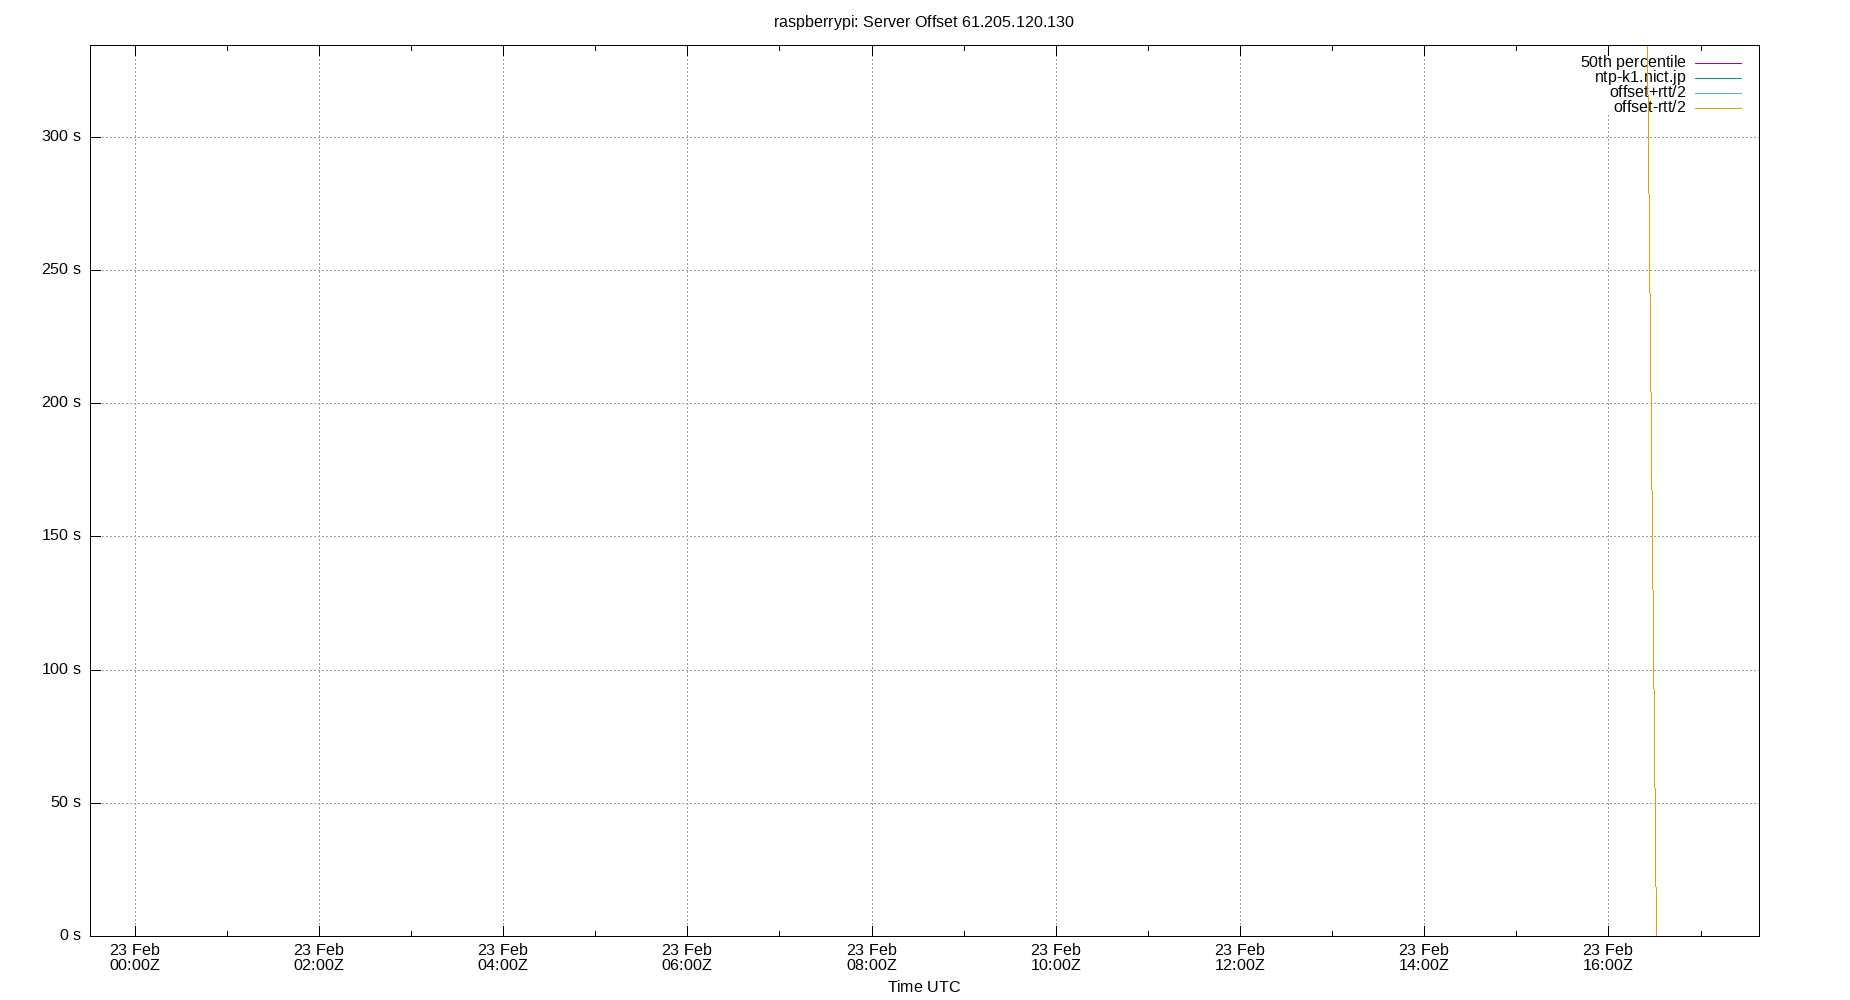 raspberrypi: Server Offset 61.205.120.130
50th percentile
ntp-k1.nict.jp
offset+rtt/2
offset-rtt/2
300 s
250 s
200 s
150 s
100 s
50 s
0 s
23 Feb 23 Feb 23 Feb 23 Feb 23 Feb 23 Feb 23 Feb 23 Feb 23 Feb
00:00Z 02:00Z 04:00Z 06:00Z 08:00Z 10:00Z 12:00Z 14:00Z 16:00Z
Time UTC